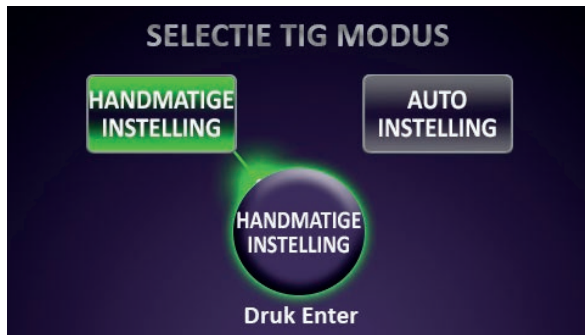 SELECTIE TIG MODUS
HANDMATIGE
INSTELLING
AUTO
INSTELLING
HANDMATIGE
INSTELLING
Druk Enter